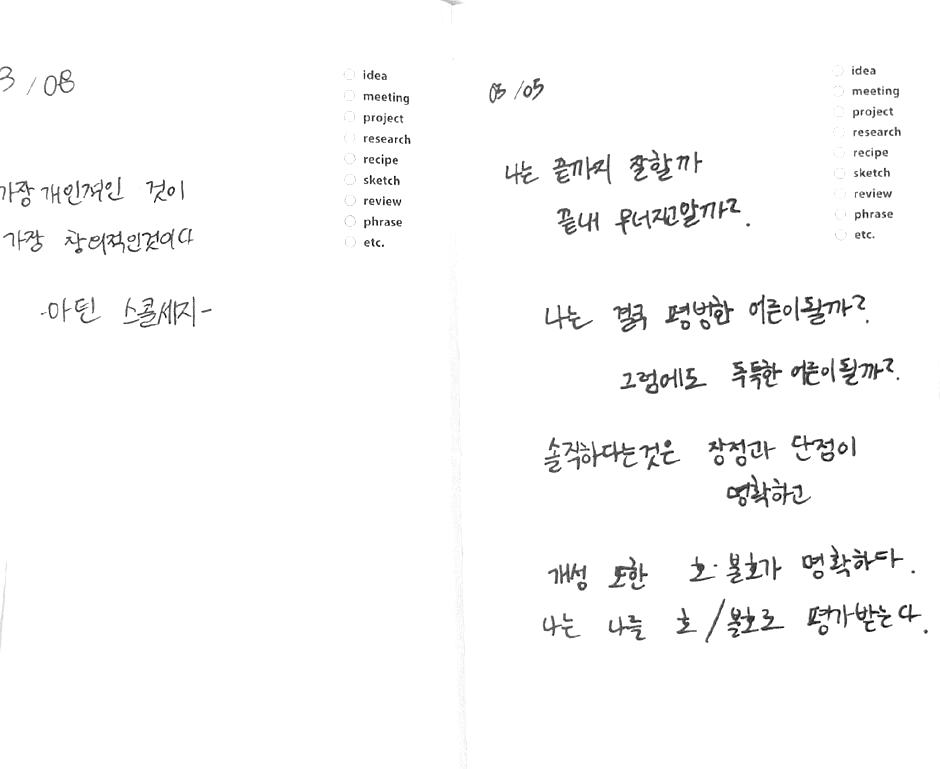 3/08
idea
meeting
project
research
recipe
sketch
review
phrase
etc.
가장 개인적인 것이
가장 창의적인것이다
-마틴 스콜세지-
03/05
idea
meeting
project
research
recipe
sketch
review
phrase
etc.
나는 끝까지 잘할까
끝내 무너지고말까?
나는 결국 평범한 어른이될까?
그럼에도 독특한 어른이될까?
솔직하다는것은 장점과 단점이
명확하고
개성 또한 호·불호가 명확하다.
나는 나를 호/불호로 평가받는다.